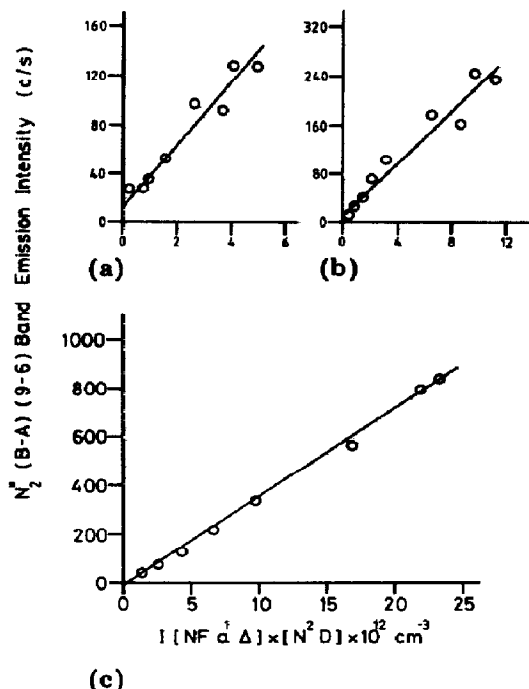 160
120
80
40
0
0 2 4 6
(a)
320
240
160
80
0
0 4 8 12
(b)
N₂* (B-A) (9-6) Band Emission Intensity (c/s)
1000
800
600
400
200
0
0 5 10 15 20 25
I [NF a¹ Δ] x [N² D] x 10¹² cm⁻³
(c)